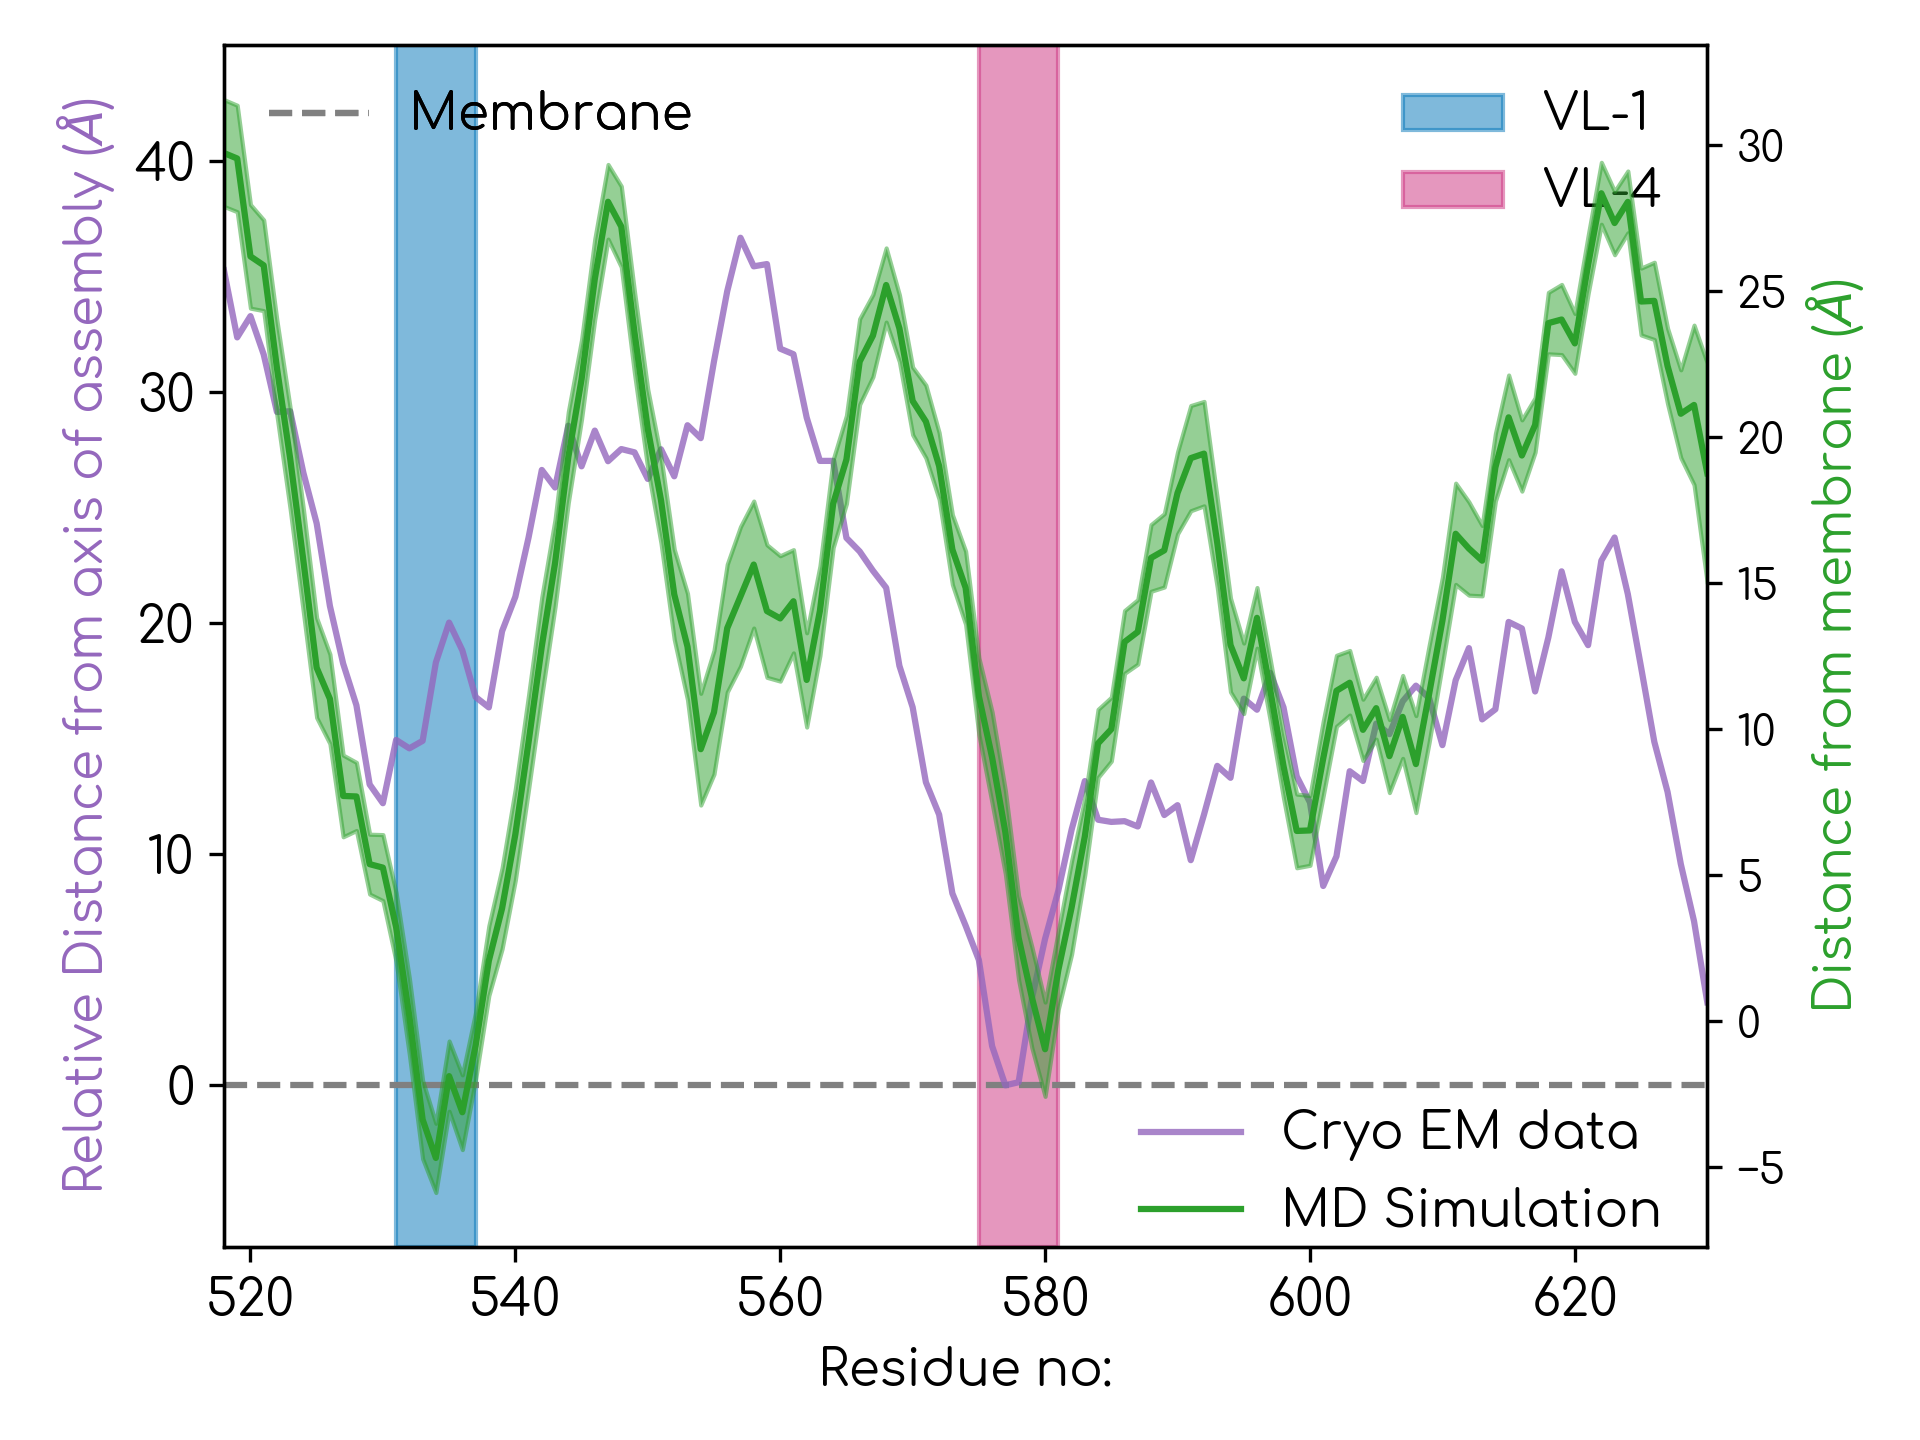 Relative Distance from axis of assembly (Å)
40
30
20
10
0
Membrane
VL-1
VL-4
30
25
20
15
10
5
0
−5
Distance from membrane (Å)
Cryo EM data
MD Simulation
520
540
560
580
600
620
Residue no: